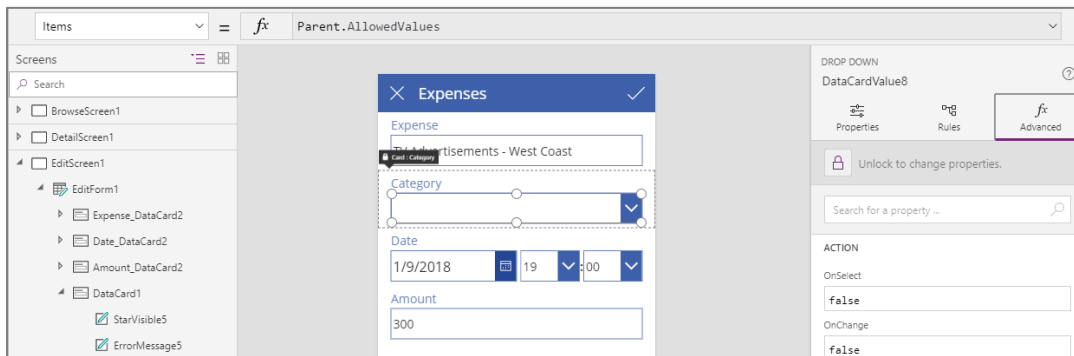 Items = fx Parent.AllowedValues
Screens
Search
BrowseScreen1
DetailScreen1
EditScreen1
EditForm1
Expense_DataCard2
Date_DataCard2
Amount_DataCard2
DataCard1
StarVisible5
ErrorMessage5
Expenses
Expense
TV Advertisements - West Coast
Card : Category
Category
Date
1/9/2018 19 : 00
Amount
300
DROP DOWN
DataCardValue8
?
Properties Rules fx Advanced
Unlock to change properties.
Search for a property ...
ACTION
OnSelect
false
OnChange
false